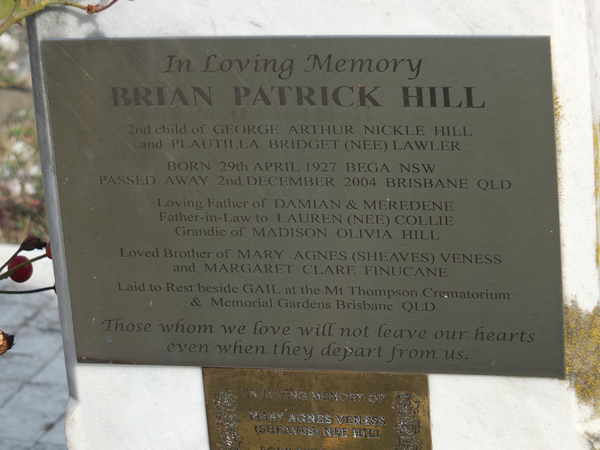 In Loving Memory
BRIAN PATRICK HILL
2nd child of GEORGE ARTHUR NICKLE HILL
and PLAUTILLA BRIDGET (NEE) LAWLER
BORN 29th APRIL 1927 BEGA NSW
PASSED AWAY 2nd DECEMBER 2004 BRISBANE QLD
Loving Father of DAMIAN & MEREDENE
Father-in-Law to LAUREN (NEE) COLLIE
Grandie of MADISON OLIVIA HILL
Loved Brother of MARY AGNES (SHEAVES) VENESS
and MARGARET CLARE FINUCANE
Laid to Rest beside GAIL at the Mt Thompson Crematorium
& Memorial Gardens Brisbane QLD
Those whom we love will not leave our hearts
even when they depart from us.
IN LOVING MEMORY OF
MARY AGNES VENESS
(SHEAVES) NEE HILL